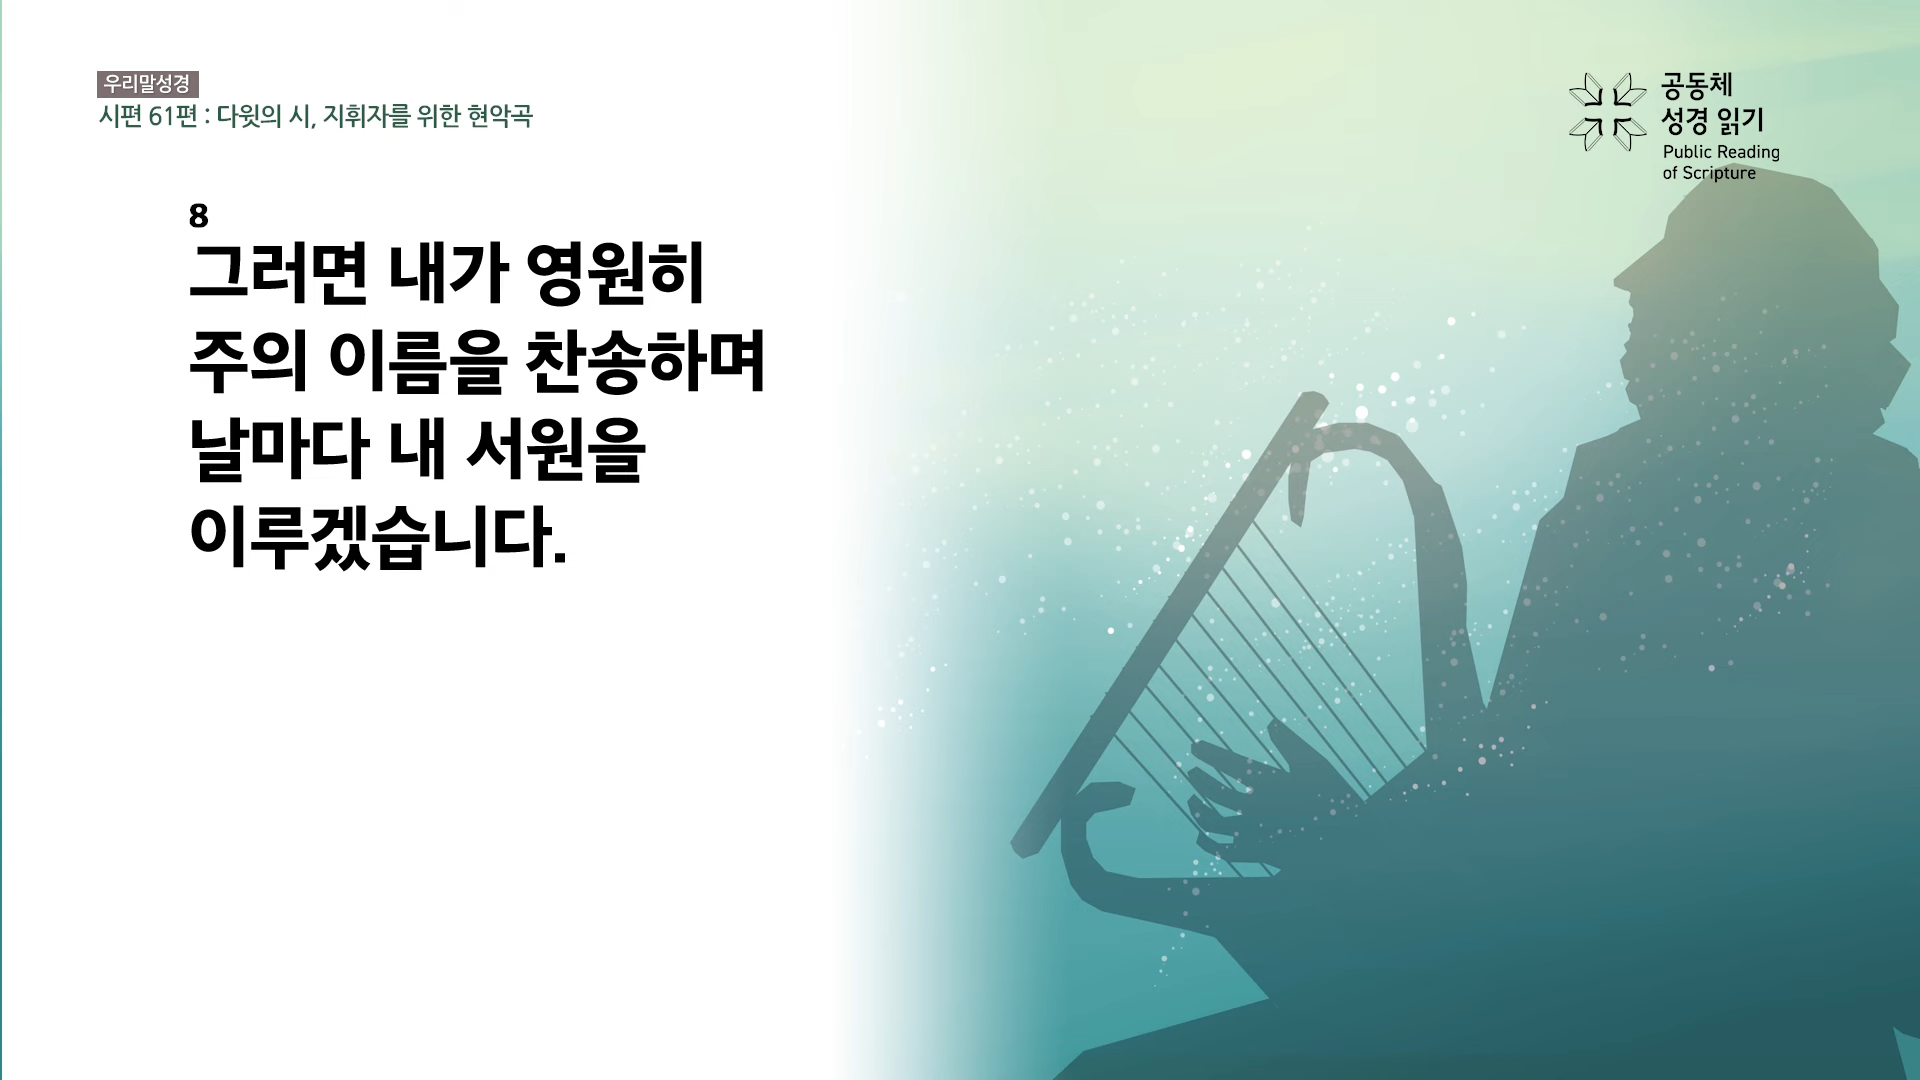 우리말성경
시편 61편 : 다윗의 시, 지휘자를 위한 현악곡
공동체
성경 읽기
Public Reading
of Scripture
8
그러면 내가 영원히
주의 이름을 찬송하며
날마다 내 서원을
이루겠습니다.